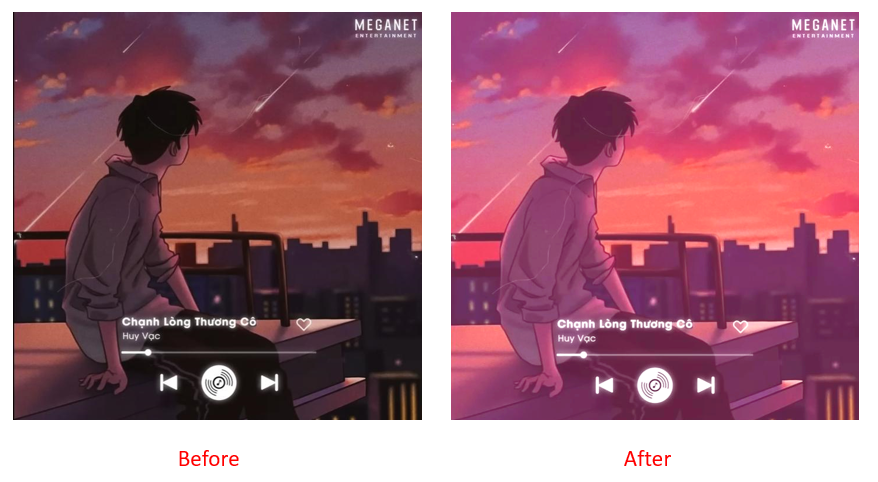 MEGANET
ENTERTAINMENT
MEGANET
ENTERTAINMENT
Chạnh Lòng Thương Cô
Huy Vạc
Chạnh Lòng Thương Cô
Huy Vạc
Before
After